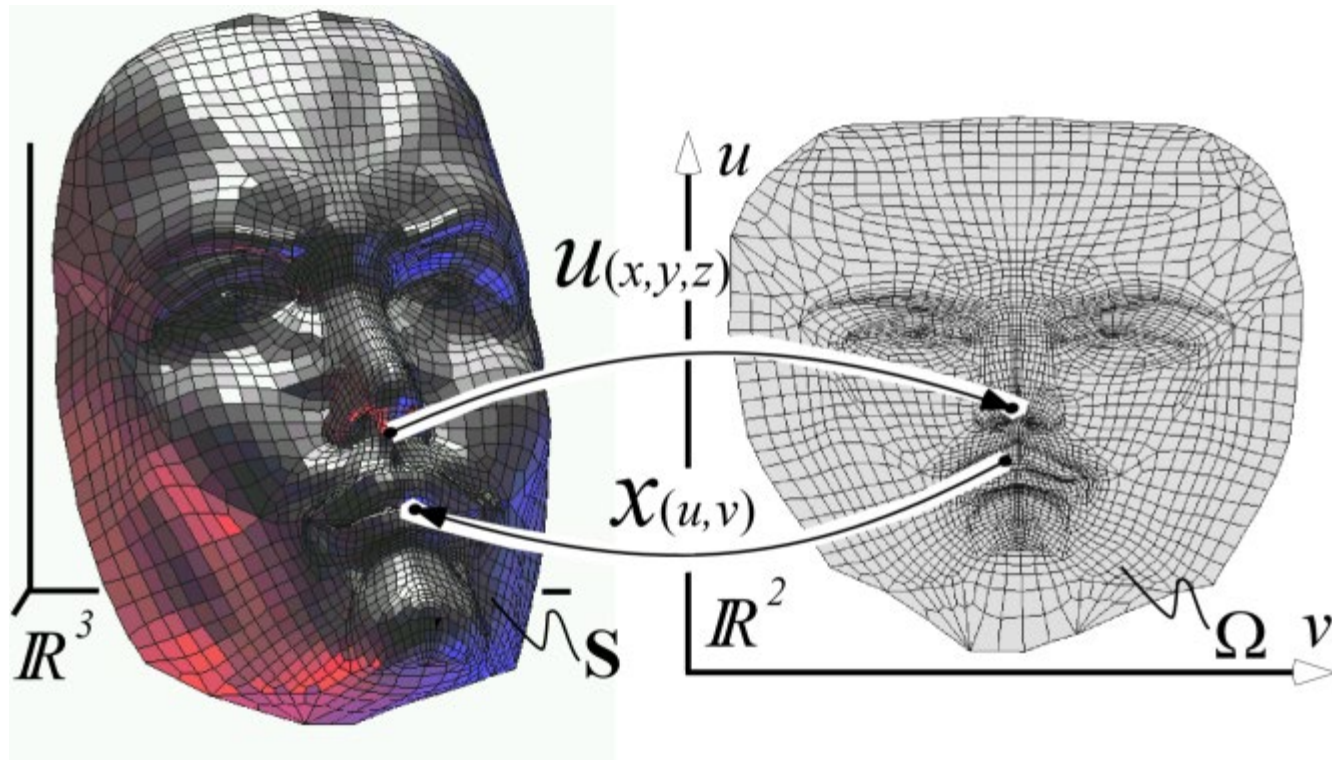 u
u(x,y,z)
x(u,v)
ℝ³
S
ℝ²
Ω
v